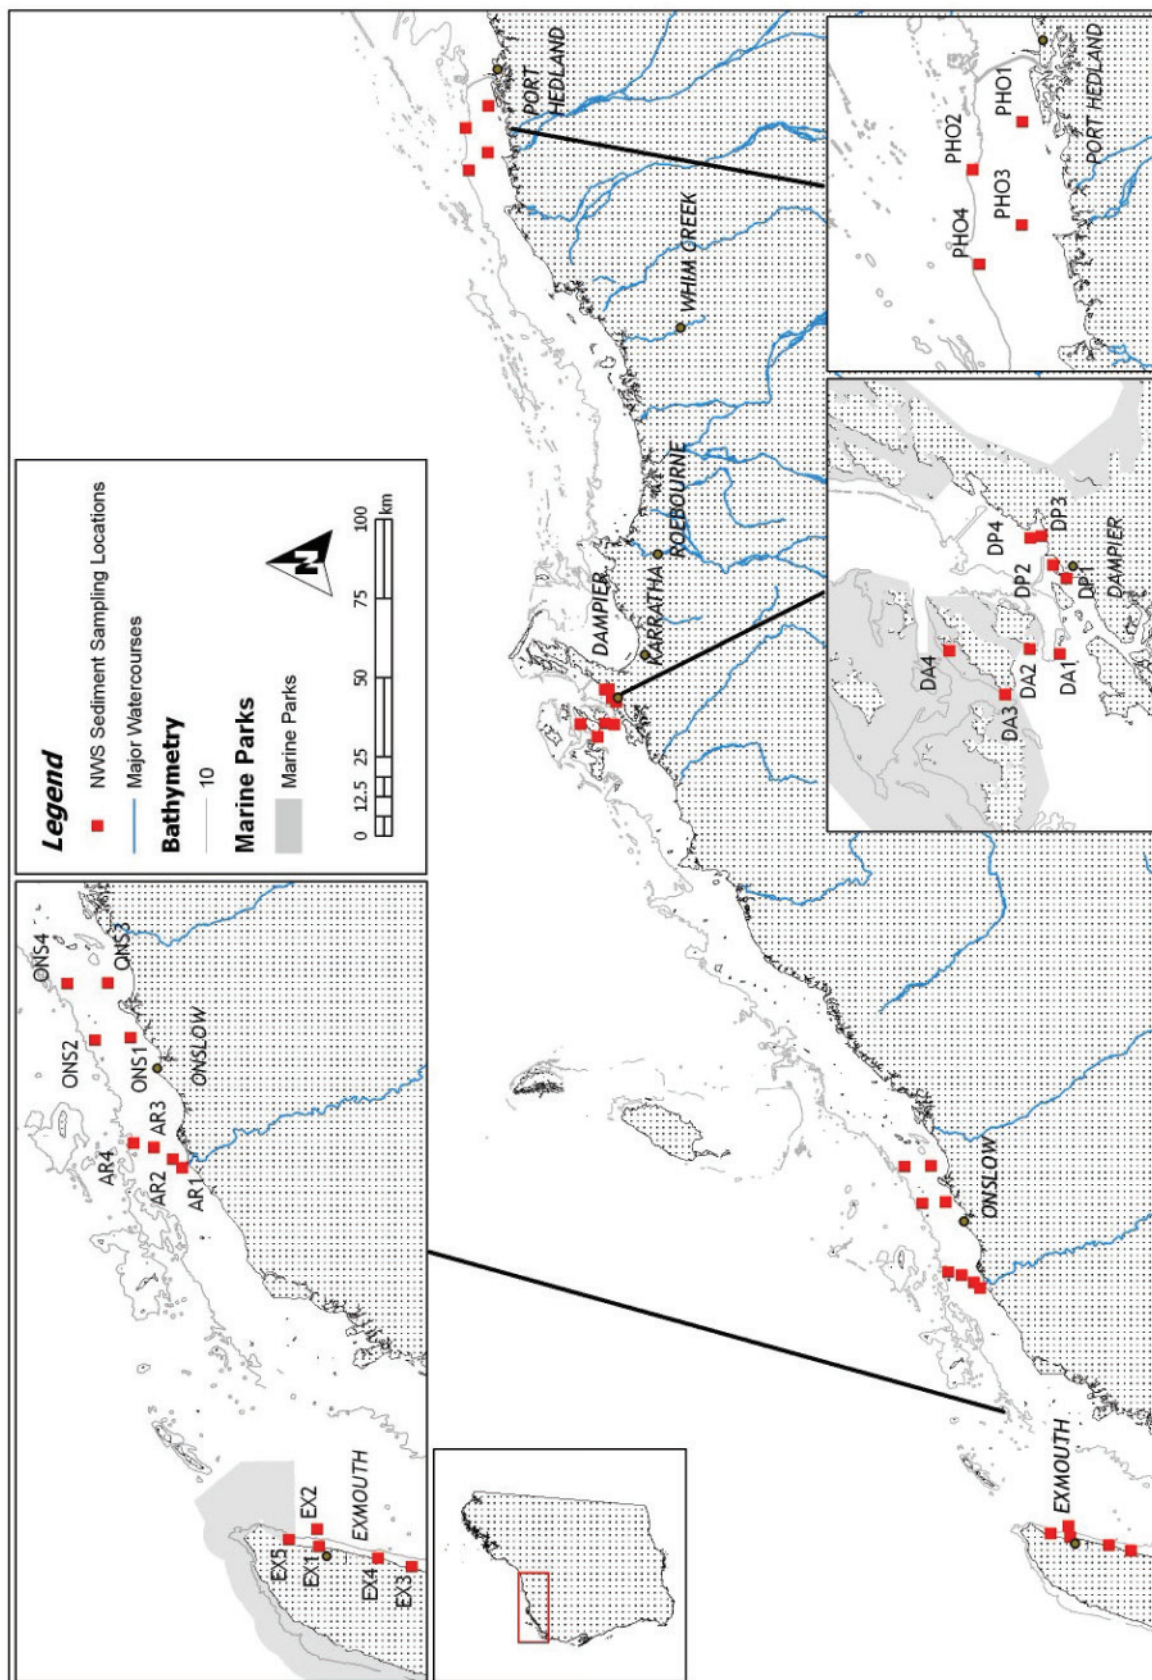 Legend
NWS Sediment Sampling Locations
Major Watercourses
Bathymetry
10
Marine Parks
Marine Parks
N
0 12.5 25 50 75 100
km
ONS4
ONS2
ONS3
ONS1
ONSLOW
AR4
AR3
AR2
AR1
EX5
EX2
EX1
EXMOUTH
EX4
EX3
PORT
HEDLAND
WHIM CREEK
DAMPIER
ROEBOURNE
KARRATHA
ONSLOW
EXMOUTH
DA4
DA3
DA2
DA1
DP4
DP2
DP3
DP1
DAMPIER
PHO4
PHO2
PHO3
PHO1
PORT HEDLAND